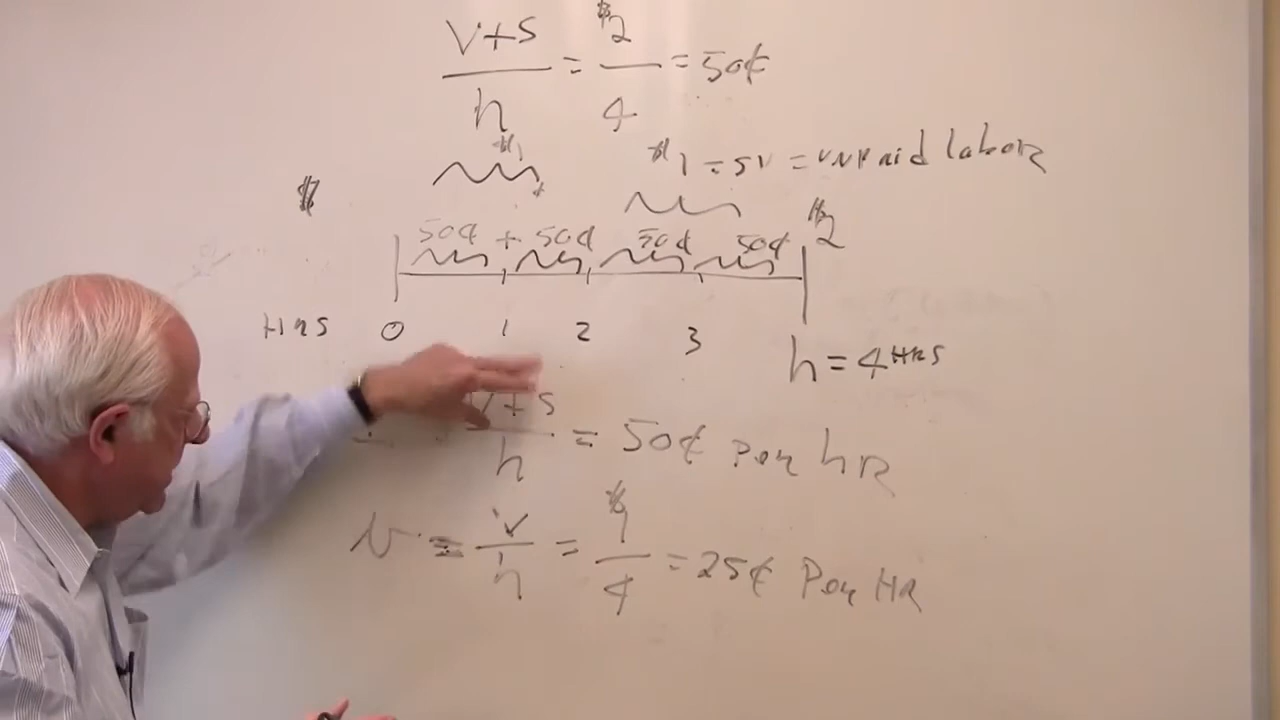 V+S/h = $2/4 = 50¢
$1 $1 = SV = UNPaid labor
$
50¢ + 50¢ 50¢ 50¢ $2
HRS 0 1 2 3 h = 4 HRS
V+S/h = 50¢ Per hR
v = V/h = $1/4 = 25¢ Per HR